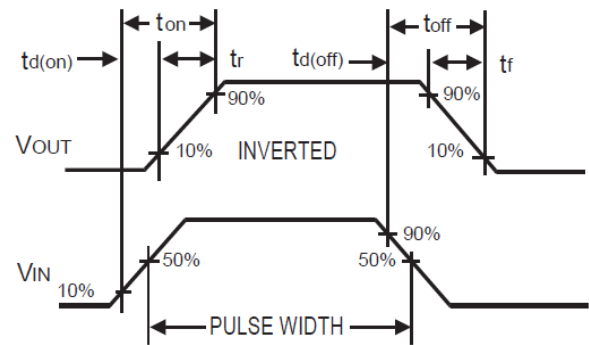 ton toff
td(on) tr td(off) tf
90% 90%
VOUT 10% INVERTED 10%
90%
VIN 50% 50%
10%
PULSE WIDTH